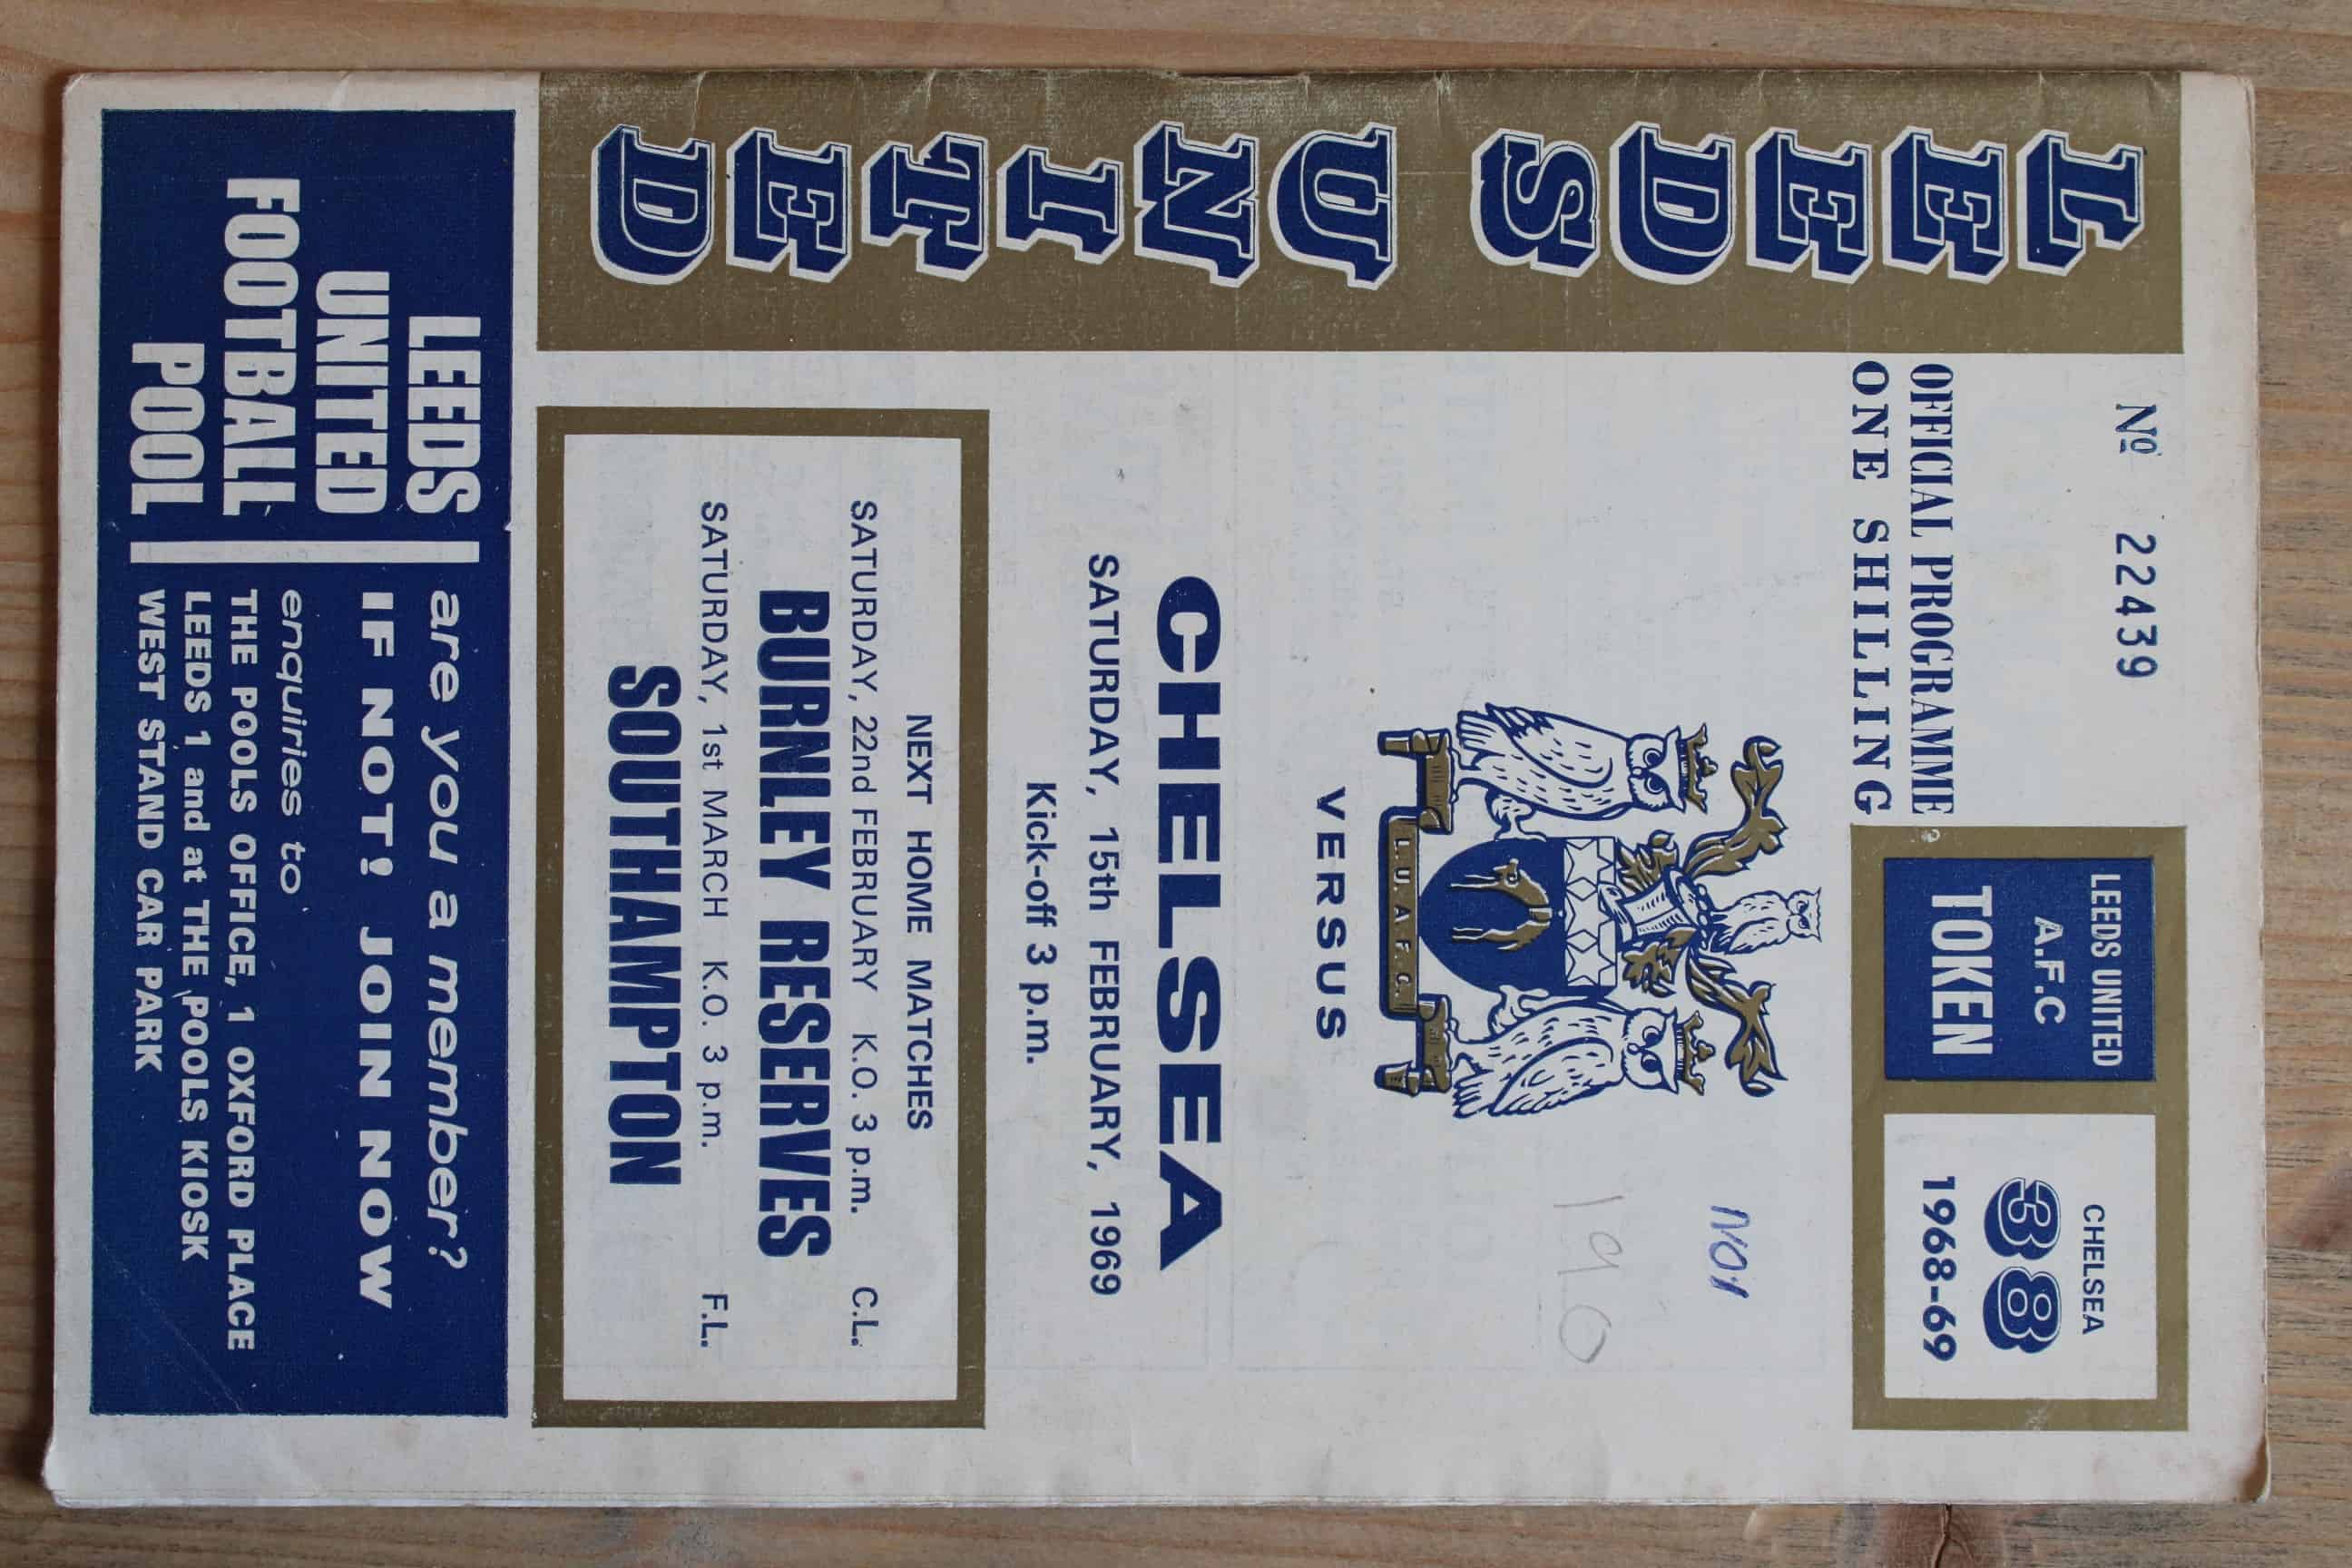 LEEDS UNITED
Nº 22439
OFFICIAL PROGRAMME
ONE SHILLING
LEEDS UNITED
A.F.C
TOKEN
CHELSEA
38
1968-69
190
L.U.A.F.C.
VERSUS
CHELSEA
SATURDAY, 15th FEBRUARY, 1969
Kick-off 3 p.m.
NEXT HOME MATCHES
SATURDAY, 22nd FEBRUARY K.O. 3 p.m. C.L.
BURNLEY RESERVES
SATURDAY, 1st MARCH K.O. 3 p.m. F.L.
SOUTHAMPTON
LEEDS
UNITED
FOOTBALL
POOL
are you a member?
IF NOT! JOIN NOW
enquiries to
THE POOLS OFFICE, 1 OXFORD PLACE
LEEDS 1 and at THE POOLS KIOSK
WEST STAND CAR PARK